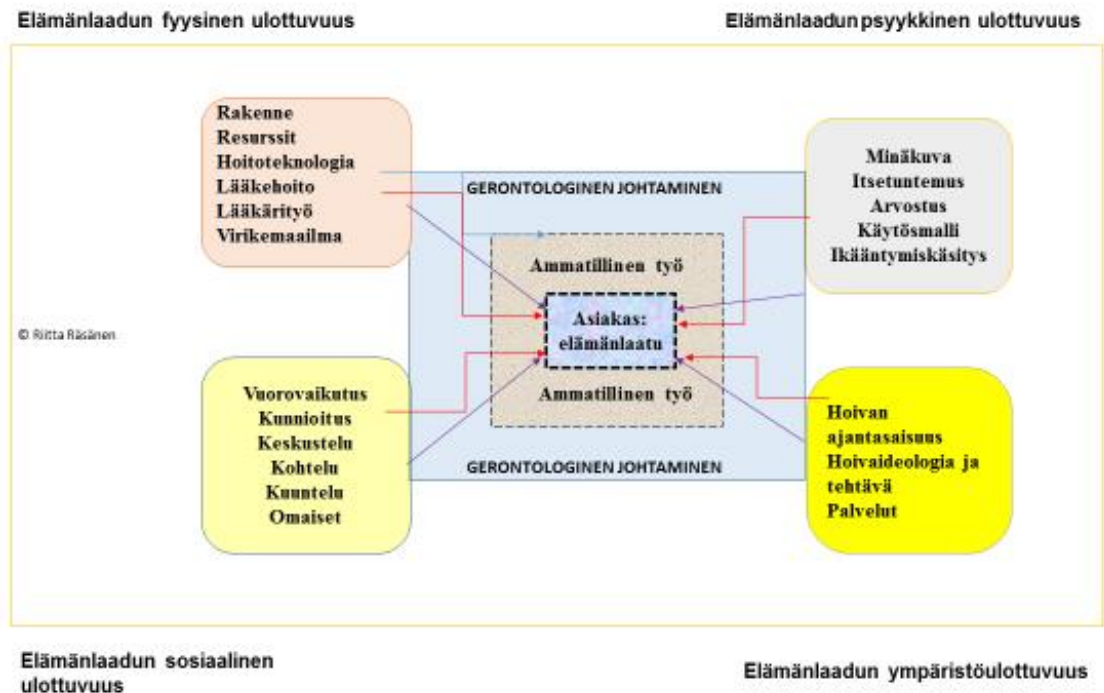 Elämänlaadun fyysinen ulottuvuus
Elämänlaadun psyykkinen ulottuvuus
Rakenne
Resurssit
Hoitoteknologia
Lääkehoito
Lääkärityö
Virikemaailma
Minäkuva
Itsetuntemus
Arvostus
Käytösmalli
Ikääntymiskäsitys
GERONTOLOGINEN JOHTAMINEN
Ammatillinen työ
Asiakas:
elämänlaatu
Ammatillinen työ
GERONTOLOGINEN JOHTAMINEN
© Riitta Räsänen
Vuorovaikutus
Kunnioitus
Keskustelu
Kohtelu
Kuuntelu
Omaiset
Hoivan
ajantasaisuus
Hoivaideologia ja
tehtävä
Palvelut
Elämänlaadun sosiaalinen
ulottuvuus
Elämänlaadun ympäristöulottuvuus